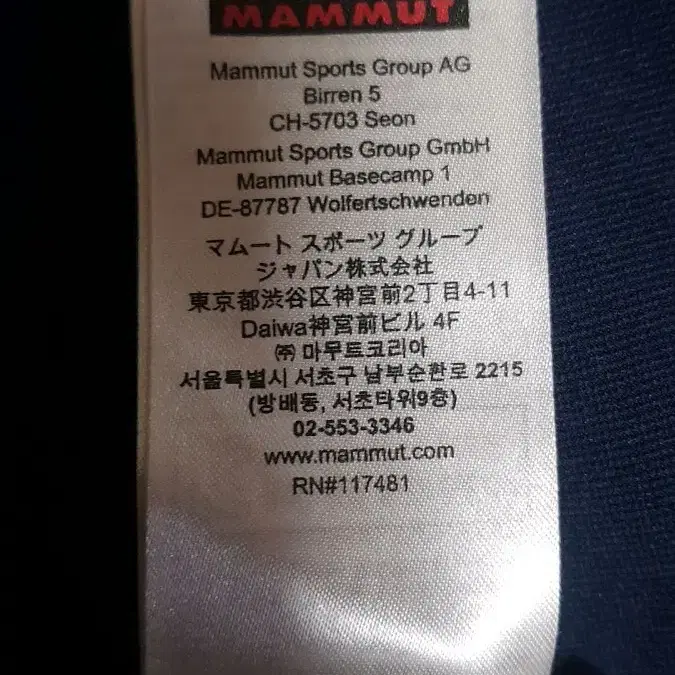 MAMMUT
Mammut Sports Group AG
Birren 5
CH-5703 Seon
Mammut Sports Group GmbH
Mammut Basecamp 1
DE-87787 Wolfertschwenden
マムート スポーツ グループ
ジャパン株式会社
東京都渋谷区神宮前2丁目4-11
Daiwa神宮前ビル 4F
㈜ 마무트코리아
서울특별시 서초구 남부순환로 2215
(방배동, 서초타워9층)
02-553-3346
www.mammut.com
RN#117481